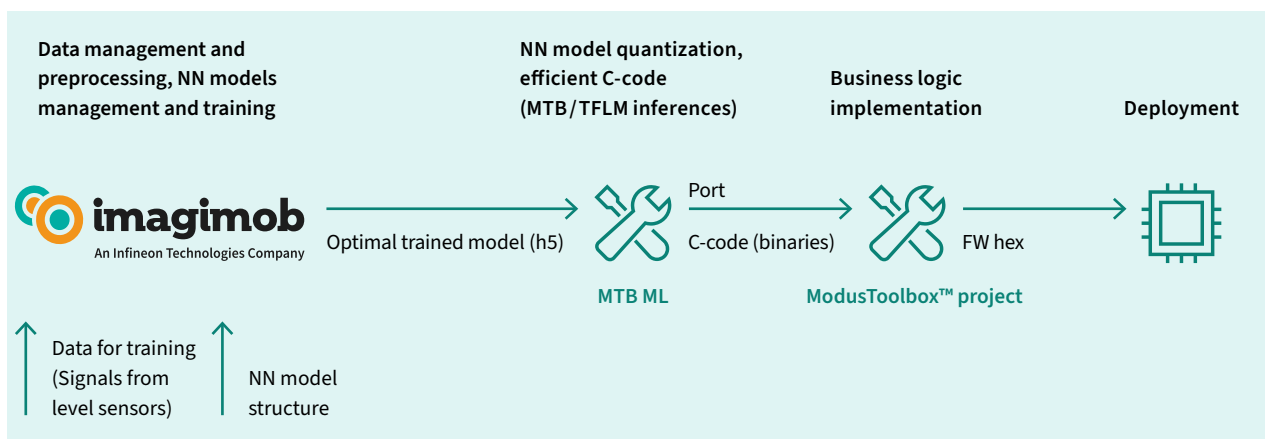 Data management and
preprocessing, NN models
management and training
NN model quantization,
efficient C-code
(MTB/TFLM inferences)
Business logic
implementation
Deployment
imagimob
An Infineon Technologies Company
Optimal trained model (h5)
MTB ML
Port
C-code (binaries)
ModusToolbox™ project
FW hex
Data for training
(Signals from
level sensors)
NN model
structure